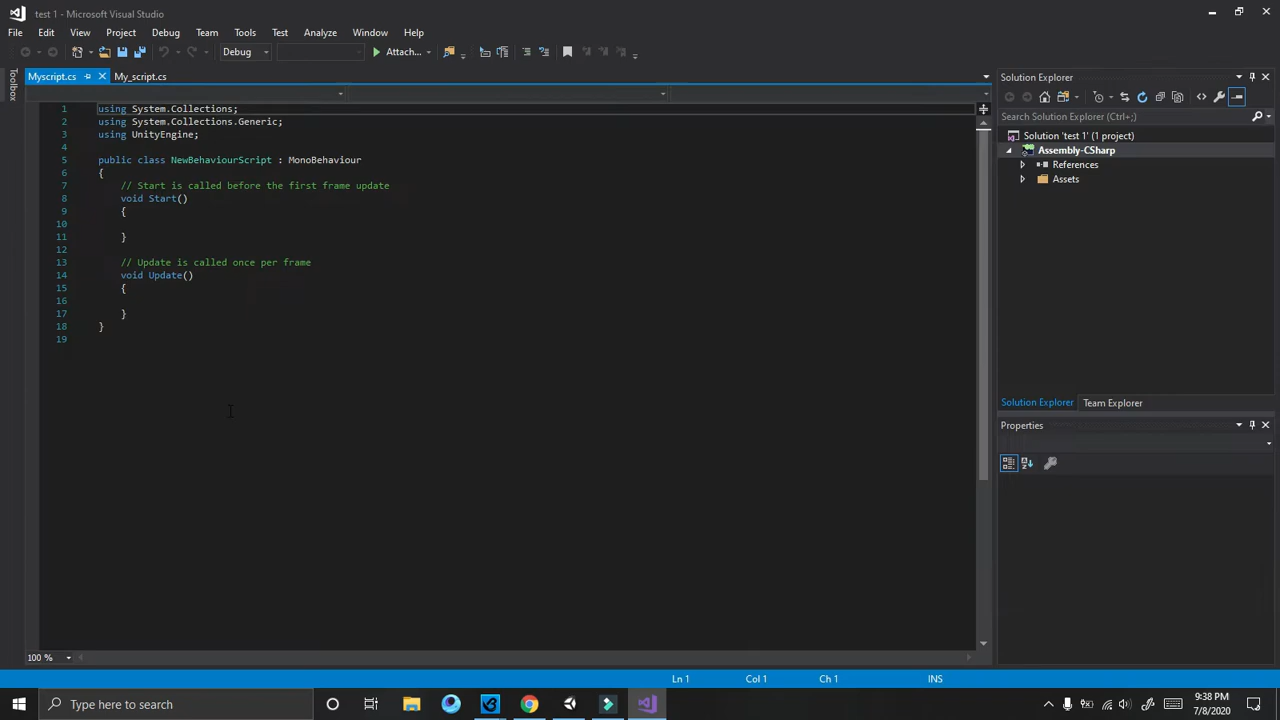 test 1 - Microsoft Visual Studio
File Edit View Project Debug Team Tools Test Analyze Window Help
Debug Attach...
Toolbox
Myscript.cs My_script.cs
1 using System.Collections;
2 using System.Collections.Generic;
3 using UnityEngine;
4
5 public class NewBehaviourScript : MonoBehaviour
6 {
7 // Start is called before the first frame update
8 void Start()
9 {
10
11 }
12
13 // Update is called once per frame
14 void Update()
15 {
16
17 }
18 }
19
100 %
Solution Explorer
Search Solution Explorer (Ctrl+;)
Solution 'test 1' (1 project)
Assembly-CSharp
References
Assets
Solution Explorer Team Explorer
Properties
Ln 1 Col 1 Ch 1 INS
Type here to search
9:38 PM
7/8/2020